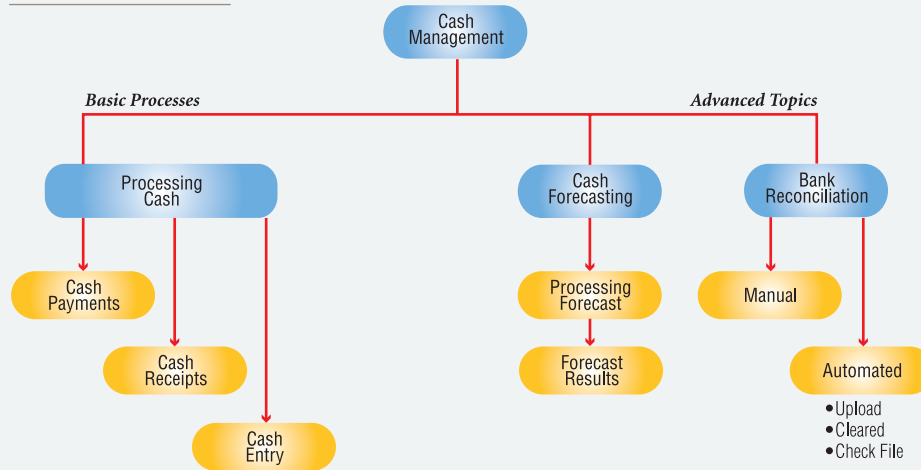 Cash
Management
Basic Processes
Advanced Topics
Processing
Cash
Cash
Forecasting
Bank
Reconciliation
Cash
Payments
Processing
Forecast
Manual
Cash
Receipts
Forecast
Results
Automated
•Upload
•Cleared
•Check File
Cash
Entry